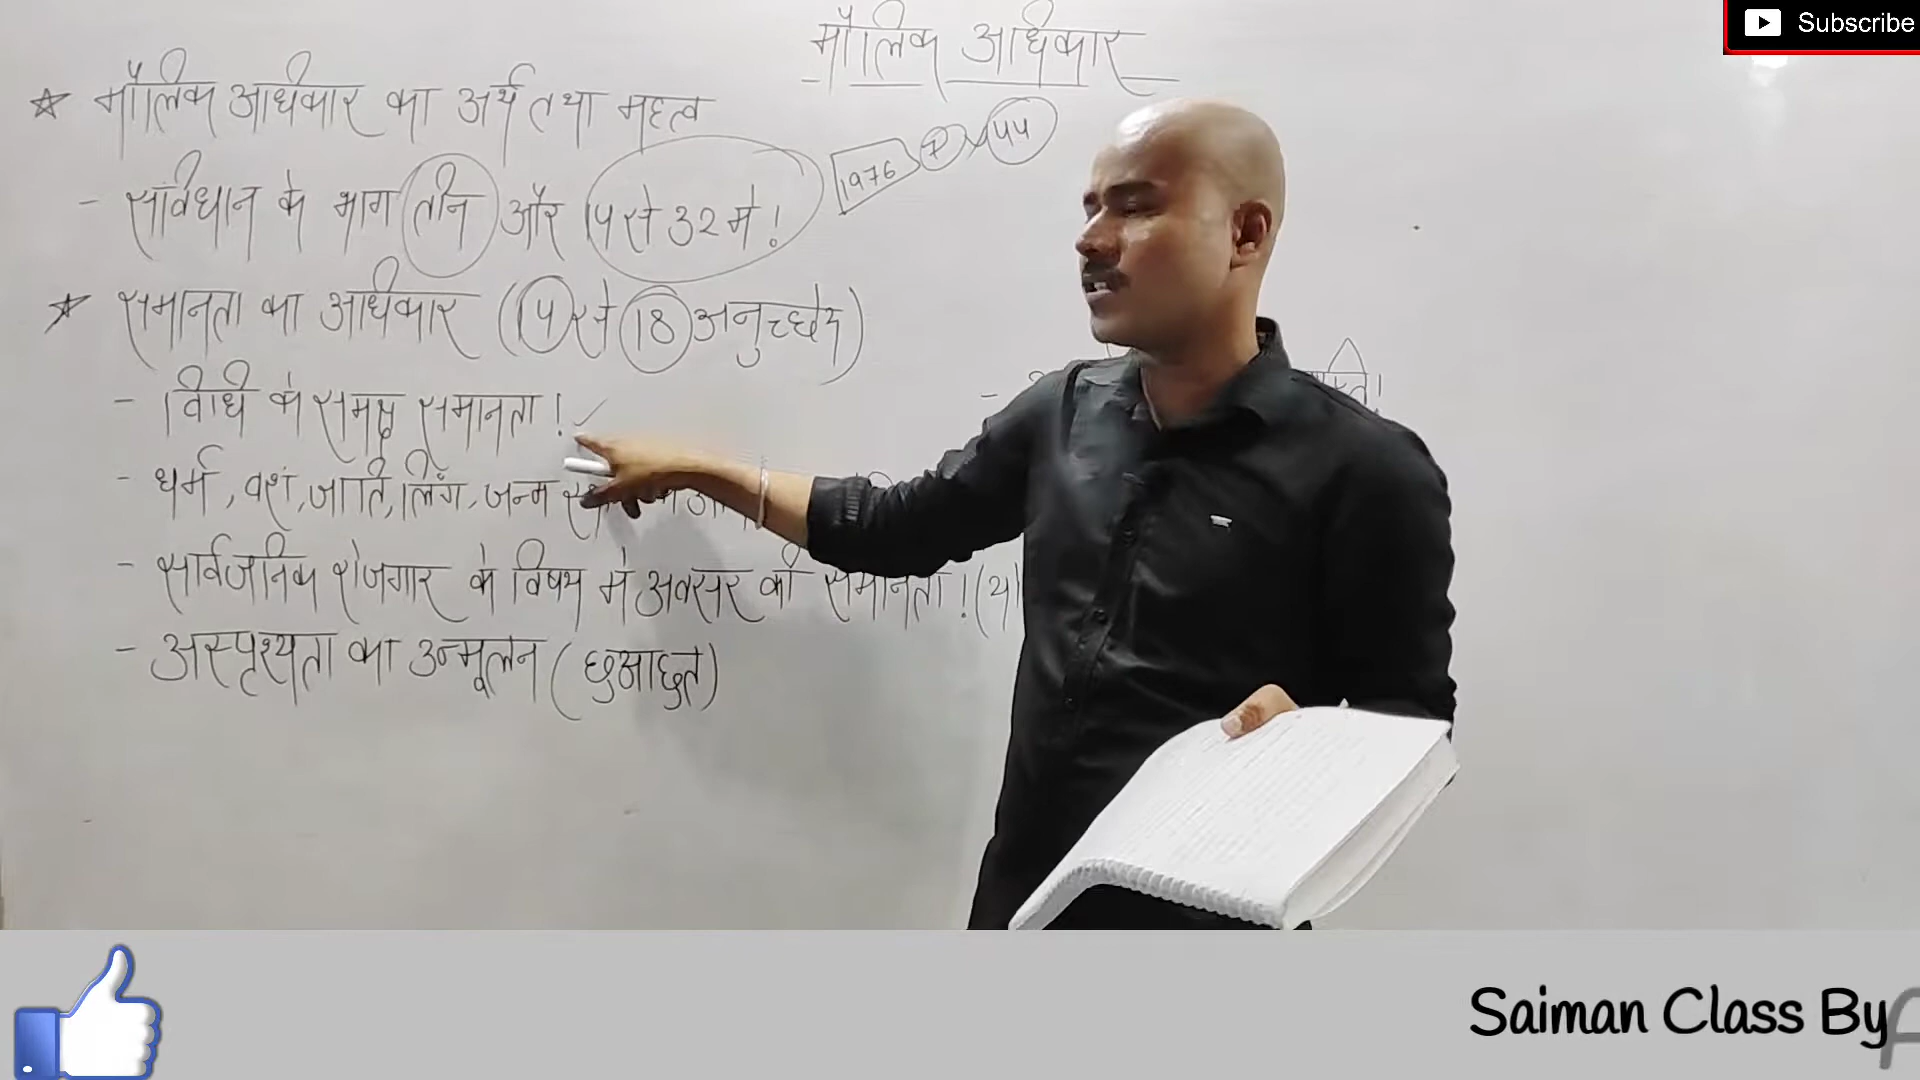 Subscribe
मौलिक अधिकार
★ मौलिक अधिकार का अर्थ तथा महत्व
- संविधान के भाग तीन और 14 से 32 में!
1976 44
★ समानता का अधिकार (14 से 18 अनुच्छेद)
- विधि के समक्ष समानता!
- धर्म, वंश, जाति, लिंग, जन्म
- सार्वजनिक रोजगार के विषय में अवसर की समानता!
- अस्पृश्यता का उन्मूलन (छुआछुत)
Saiman Class By